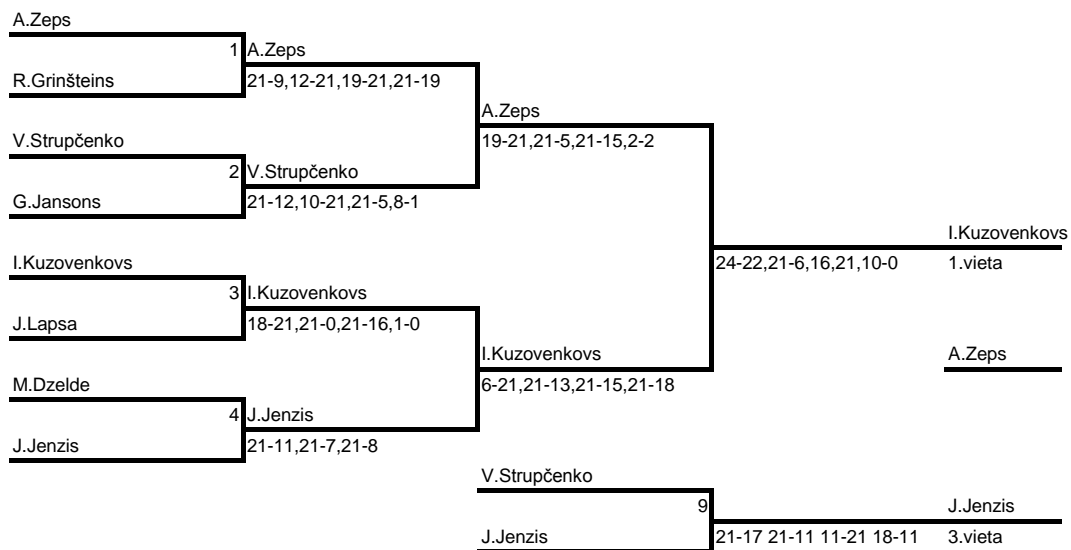 A.Zeps
1 A.Zeps
R.Grinšteins 21-9,12-21,19-21,21-19
A.Zeps
V.Strupčenko 19-21,21-5,21-15,2-2
2 V.Strupčenko
G.Jansons 21-12,10-21,21-5,8-1
I.Kuzovenkovs
I.Kuzovenkovs 24-22,21-6,16,21,10-0 1.vieta
3 I.Kuzovenkovs
J.Lapsa 18-21,21-0,21-16,1-0
I.Kuzovenkovs A.Zeps
M.Dzelde 6-21,21-13,21-15,21-18
4 J.Jenzis
J.Jenzis 21-11,21-7,21-8
V.Strupčenko
9 J.Jenzis
J.Jenzis 21-17 21-11 11-21 18-11 3.vieta